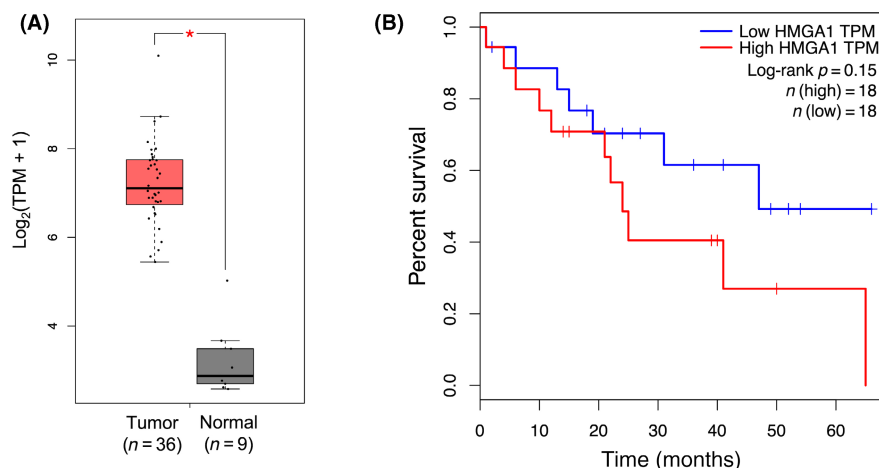 (A)
*
Log₂(TPM + 1)
10
8
6
4
Tumor Normal
(n = 36) (n = 9)
(B)
Low HMGA1 TPM
High HMGA1 TPM
Log-rank p = 0.15
n (high) = 18
n (low) = 18
Percent survival
1.0
0.8
0.6
0.4
0.2
0.0
0 10 20 30 40 50 60
Time (months)